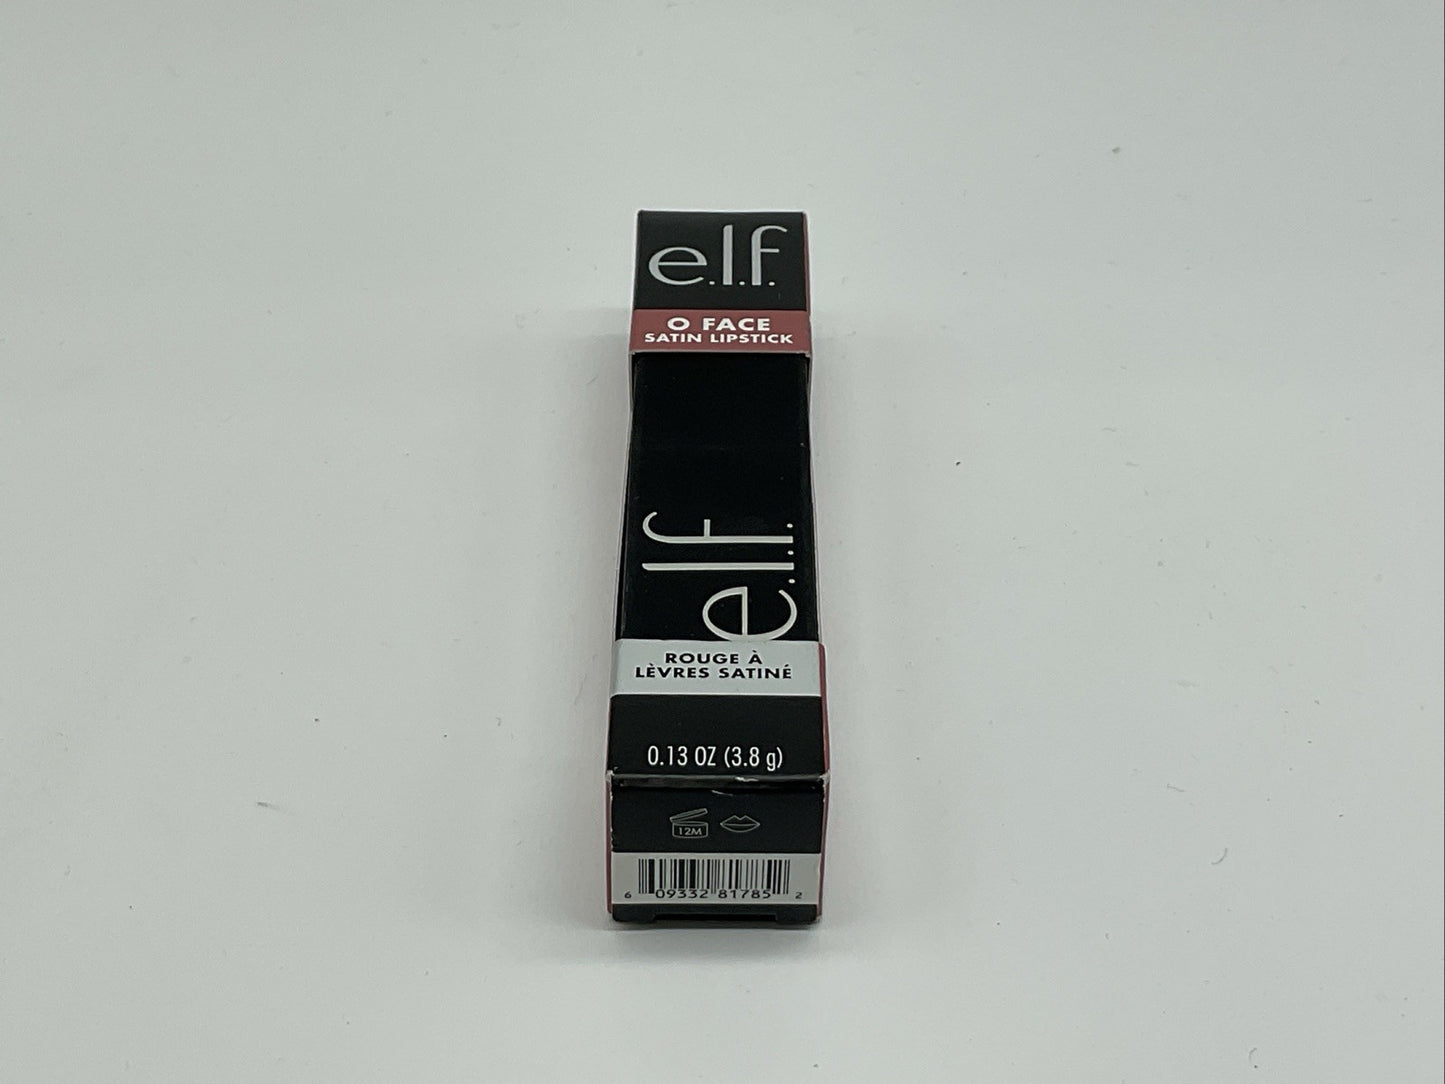 e.l.f.
O FACE
SATIN LIPSTICK
e.l.f.
ROUGE À
LÈVRES SATINÉ
0.13 OZ (3.8 g)
12M
6 09332 81785 2